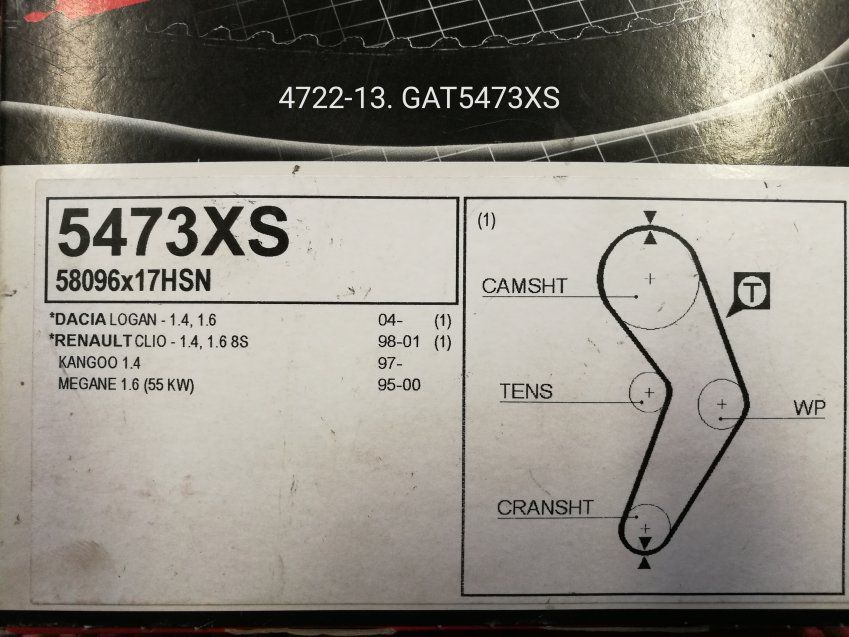 4722-13. GAT5473XS
5473XS
58096x17HSN
*DACIA LOGAN - 1.4, 1.6 04- (1)
*RENAULT CLIO - 1.4, 1.6 8S 98-01 (1)
KANGOO 1.4 97-
MEGANE 1.6 (55 KW) 95-00
(1)
CAMSHT
T
TENS
WP
CRANSHT